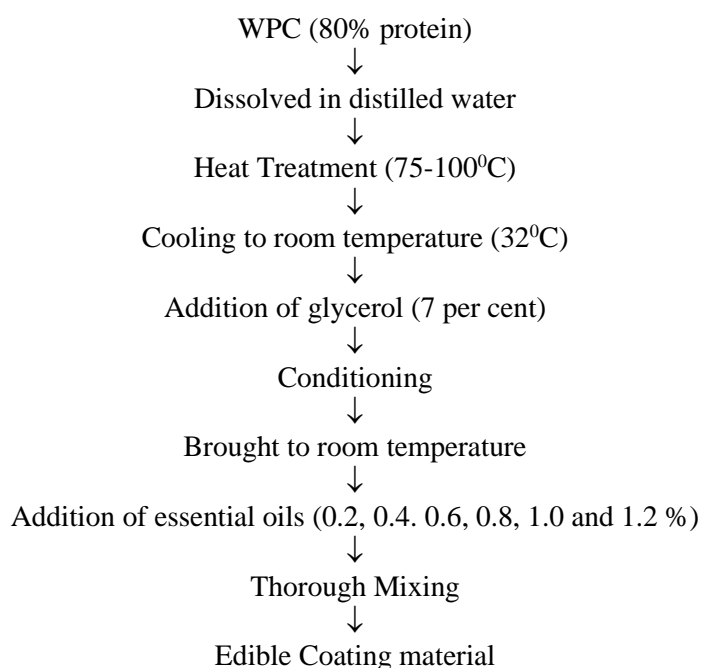 WPC (80% protein)
↓
Dissolved in distilled water
↓
Heat Treatment (75-100⁰C)
↓
Cooling to room temperature (32⁰C)
↓
Addition of glycerol (7 per cent)
↓
Conditioning
↓
Brought to room temperature
↓
Addition of essential oils (0.2, 0.4. 0.6, 0.8, 1.0 and 1.2 %)
↓
Thorough Mixing
↓
Edible Coating material